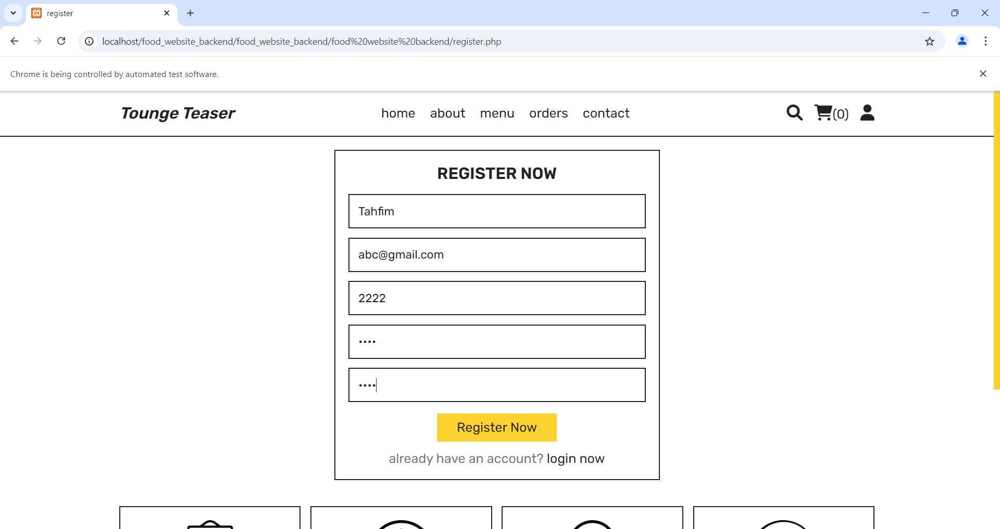 register
localhost/food_website_backend/food_website_backend/food%20website%20backend/register.php
Chrome is being controlled by automated test software.
Tounge Teaser
home about menu orders contact
(0)
REGISTER NOW
Tahfim
abc@gmail.com
2222
••••
••••
Register Now
already have an account? login now